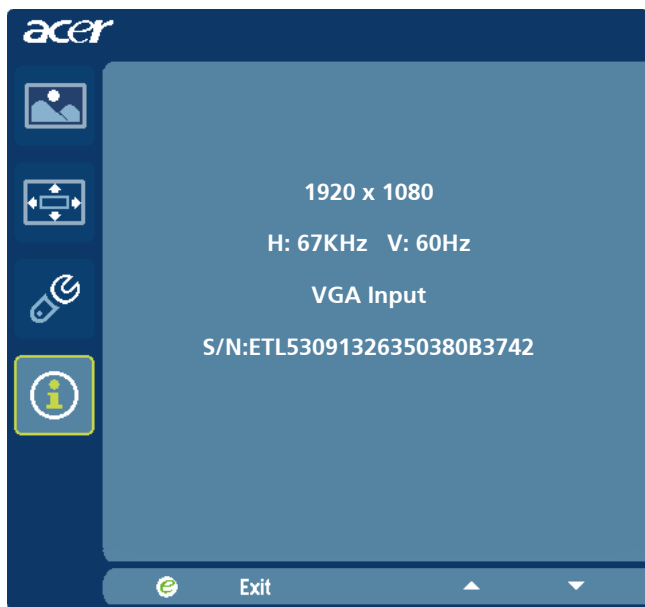 acer
1920 x 1080
H: 67KHz V: 60Hz
VGA Input
S/N:ETL53091326350380B3742
e Exit